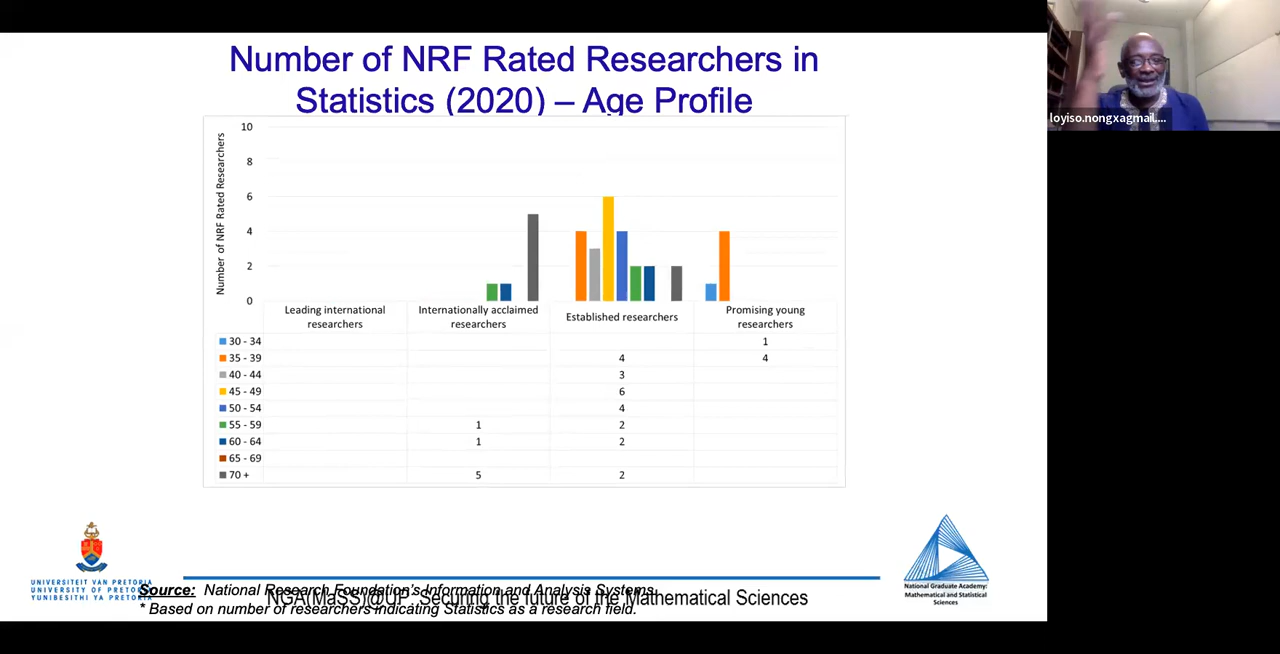 Number of NRF Rated Researchers in
Statistics (2020) – Age Profile
loyiso.nongxagmail....
Number of NRF Rated Researchers
10
8
6
4
2
0
Leading international researchers
Internationally acclaimed researchers
Established researchers
Promising young researchers
30 - 34 1
35 - 39 4 4
40 - 44 3
45 - 49 6
50 - 54 4
55 - 59 1 2
60 - 64 1 2
65 - 69
70 + 5 2
UNIVERSITEIT VAN PRETORIA
UNIVERSITY OF PRETORIA
YUNIBESITHI YA PRETORIA
Source: National Research Foundation's Information and Analysis Systems.
NGA(MaSS)@UP Securing the future of the Mathematical Sciences
* Based on number of researchers indicating Statistics as a research field.
National Graduate Academy:
Mathematical and Statistical
Sciences